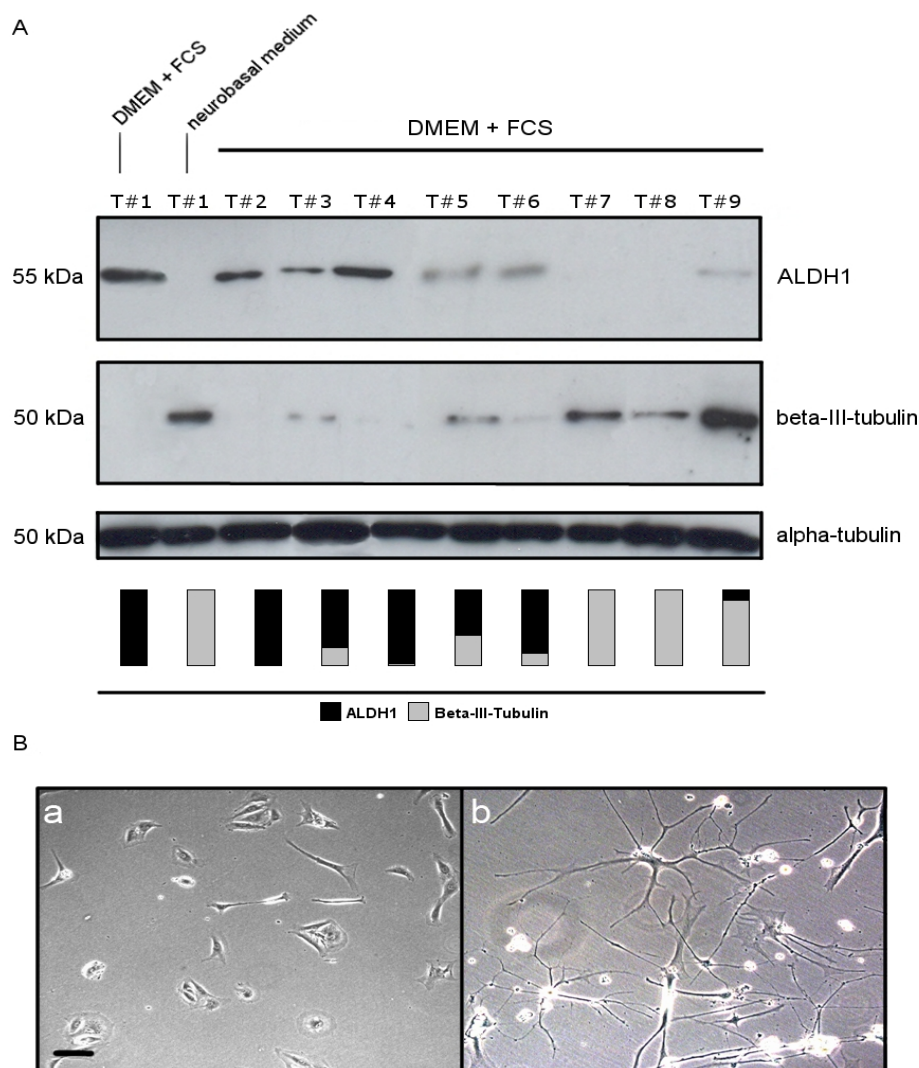 A
DMEM + FCS
neurobasal medium
DMEM + FCS
T#1 T#1 T#2 T#3 T#4 T#5 T#6 T#7 T#8 T#9
55 kDa ALDH1
50 kDa beta-III-tubulin
50 kDa alpha-tubulin
ALDH1 Beta-III-Tubulin
B
a b